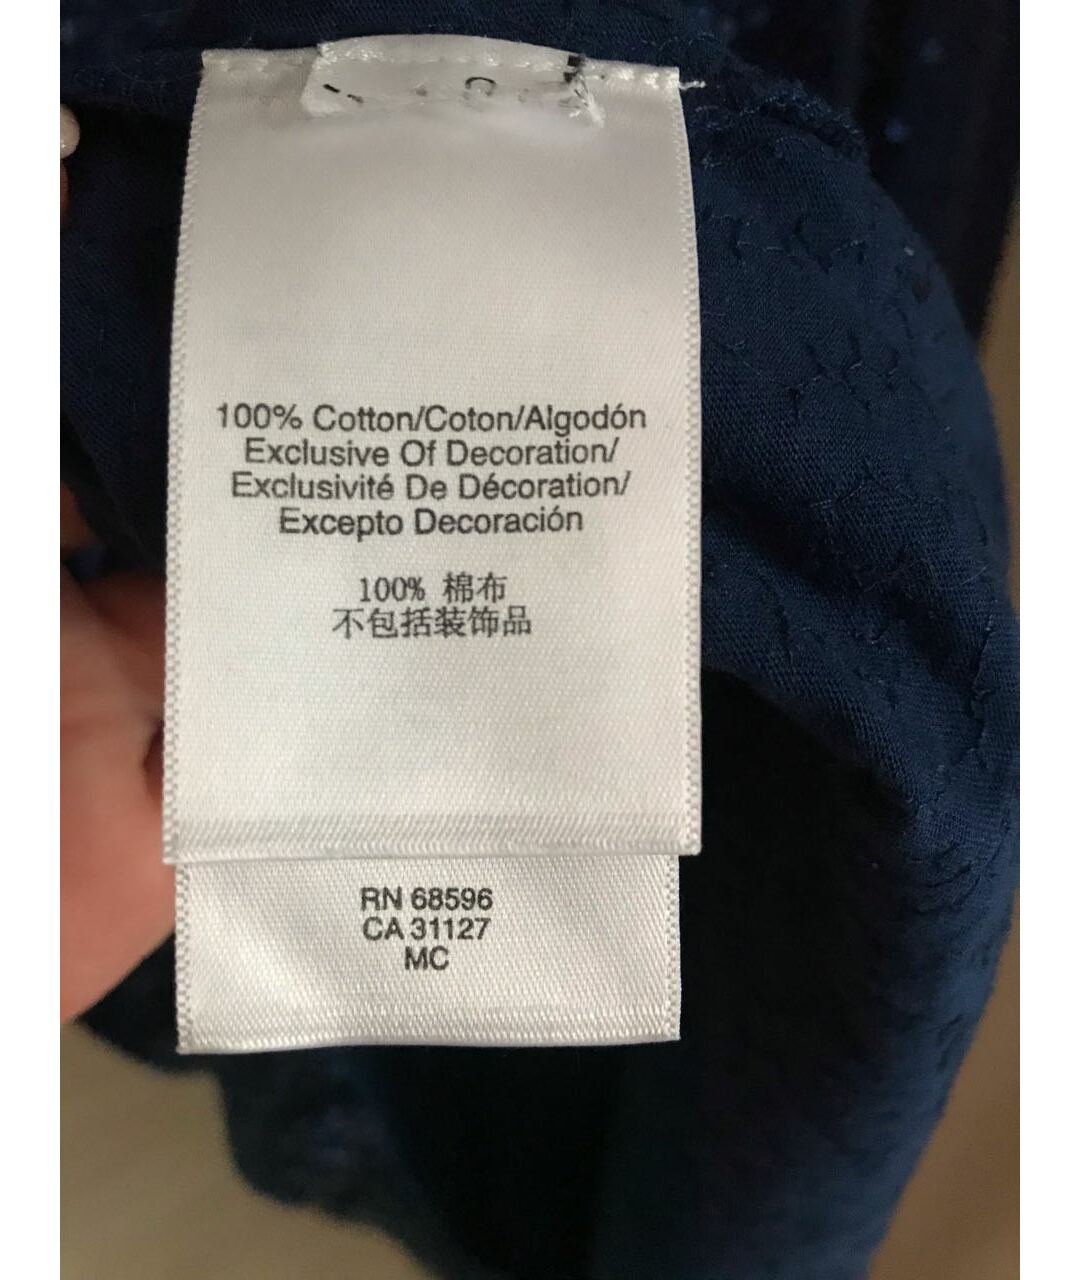 100% Cotton/Coton/Algodón
Exclusive Of Decoration/
Exclusivité De Décoration/
Excepto Decoración
100% 棉布
不包括装饰品
RN 68596
CA 31127
MC